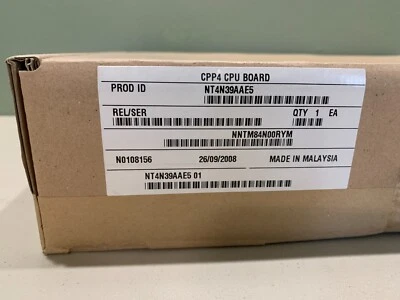 CPP4 CPU BOARD
PROD ID NT4N39AAE5
REL/SER QTY 1 EA
NNTM84N00RYM
N0108156 26/09/2008 MADE IN MALAYSIA
NT4N39AAE5 01